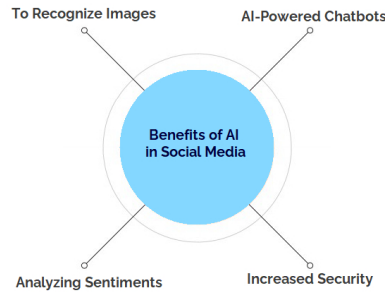 To Recognize Images
AI-Powered Chatbots
Benefits of AI
in Social Media
Analyzing Sentiments
Increased Security